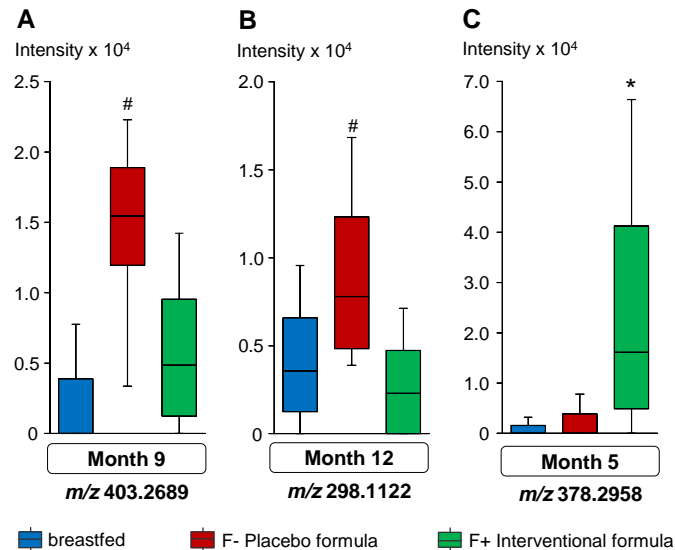 A
Intensity x 10⁴
2.5
2.0
1.5
1.0
0.5
0
#
Month 9
m/z 403.2689
B
Intensity x 10⁴
2.0
1.5
1.0
0.5
0
#
Month 12
m/z 298.1122
C
Intensity x 10⁴
7.0
6.0
5.0
4.0
3.0
2.0
1.0
0
*
Month 5
m/z 378.2958
breastfed
F- Placebo formula
F+ Interventional formula